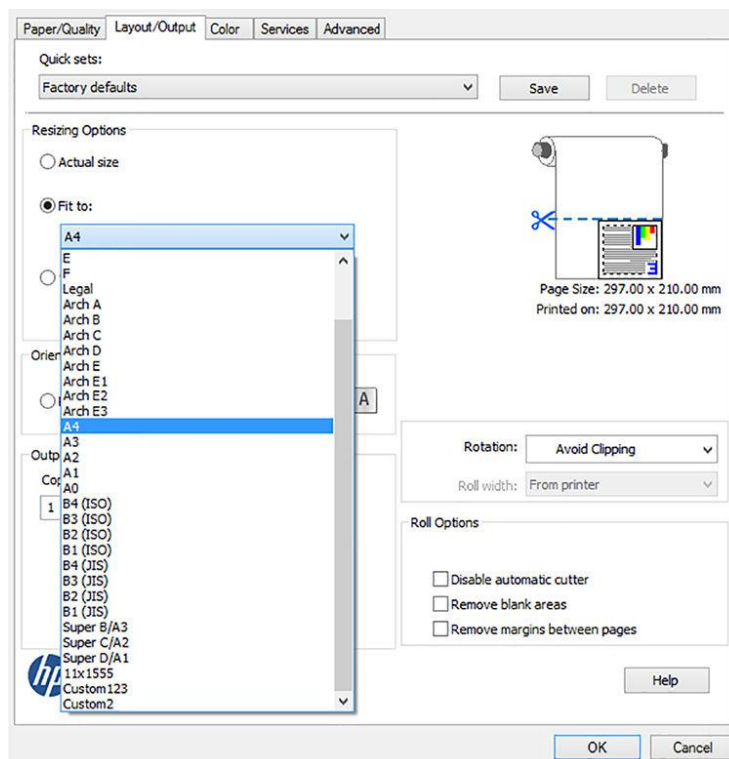 Paper/Quality Layout/Output Color Services Advanced
Quick sets:
Factory defaults Save Delete
Resizing Options
Actual size
Fit to:
A4
E
F
Legal
Arch A
Arch B
Arch C
Arch D
Arch E
Arch E1
Arch E2
Arch E3
A4
A3
A2
A1
A0
B4 (ISO)
B3 (ISO)
B2 (ISO)
B1 (ISO)
B4 (JIS)
B3 (JIS)
B2 (JIS)
B1 (JIS)
Super B/A3
Super C/A2
Super D/A1
11x1555
Custom123
Custom2
Orien
A
Outp
Cop
1
hp
Page Size: 297.00 x 210.00 mm
Printed on: 297.00 x 210.00 mm
Rotation: Avoid Clipping
Roll width: From printer
Roll Options
Disable automatic cutter
Remove blank areas
Remove margins between pages
Help
OK Cancel